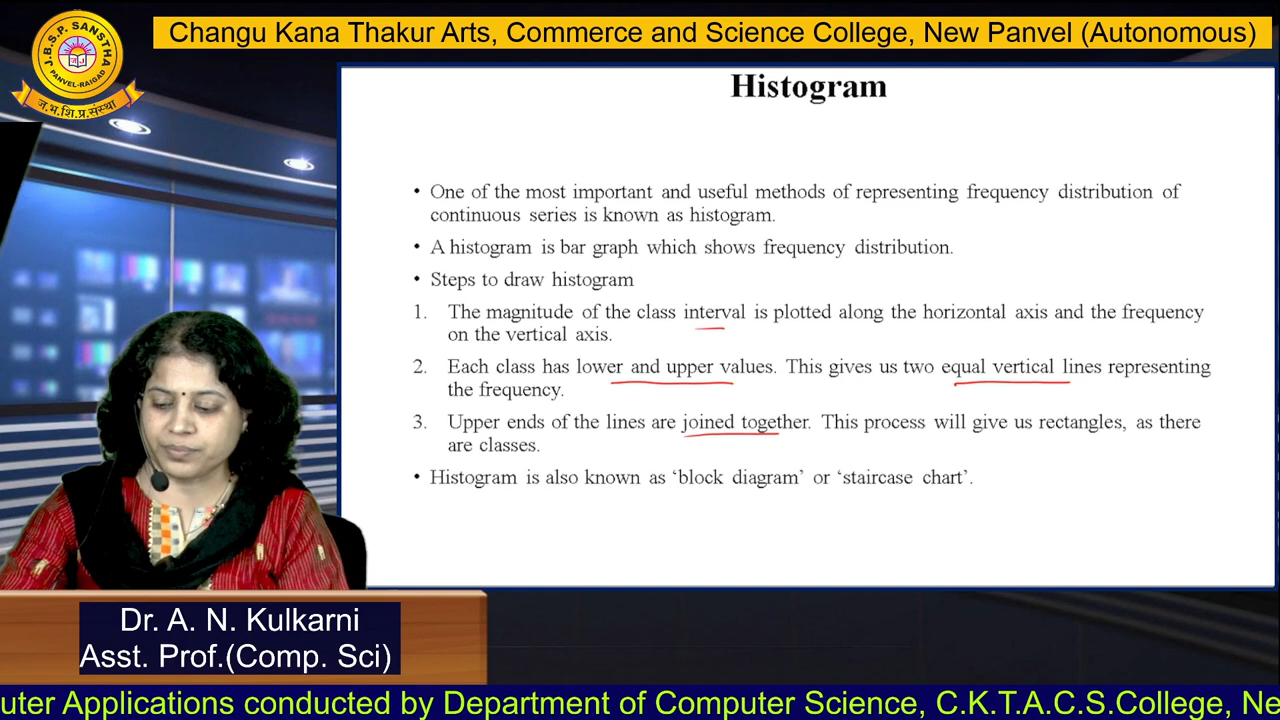 Changu Kana Thakur Arts, Commerce and Science College, New Panvel (Autonomous)
J.B.S.P. SANSTHA
PANVEL-RAIGAD
ज.भ.शि.प्र.संस्था
Histogram
• One of the most important and useful methods of representing frequency distribution of
continuous series is known as histogram.
• A histogram is bar graph which shows frequency distribution.
• Steps to draw histogram
1. The magnitude of the class interval is plotted along the horizontal axis and the frequency
on the vertical axis.
2. Each class has lower and upper values. This gives us two equal vertical lines representing
the frequency.
3. Upper ends of the lines are joined together. This process will give us rectangles, as there
are classes.
• Histogram is also known as ‘block diagram’ or ‘staircase chart’.
Dr. A. N. Kulkarni
Asst. Prof.(Comp. Sci)
uter Applications conducted by Department of Computer Science, C.K.T.A.C.S.College, Ne